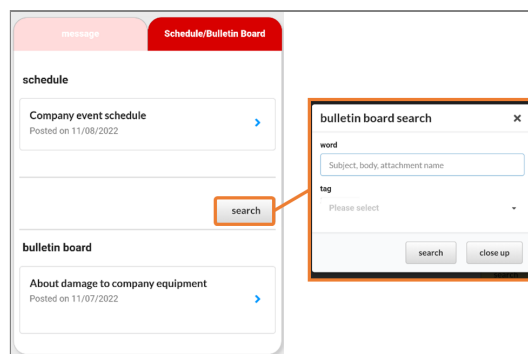 message
Schedule/Bulletin Board
schedule
Company event schedule
Posted on 11/08/2022
search
bulletin board
About damage to company equipment
Posted on 11/07/2022
bulletin board search
×
word
Subject, body, attachment name
tag
Please select
search
close up